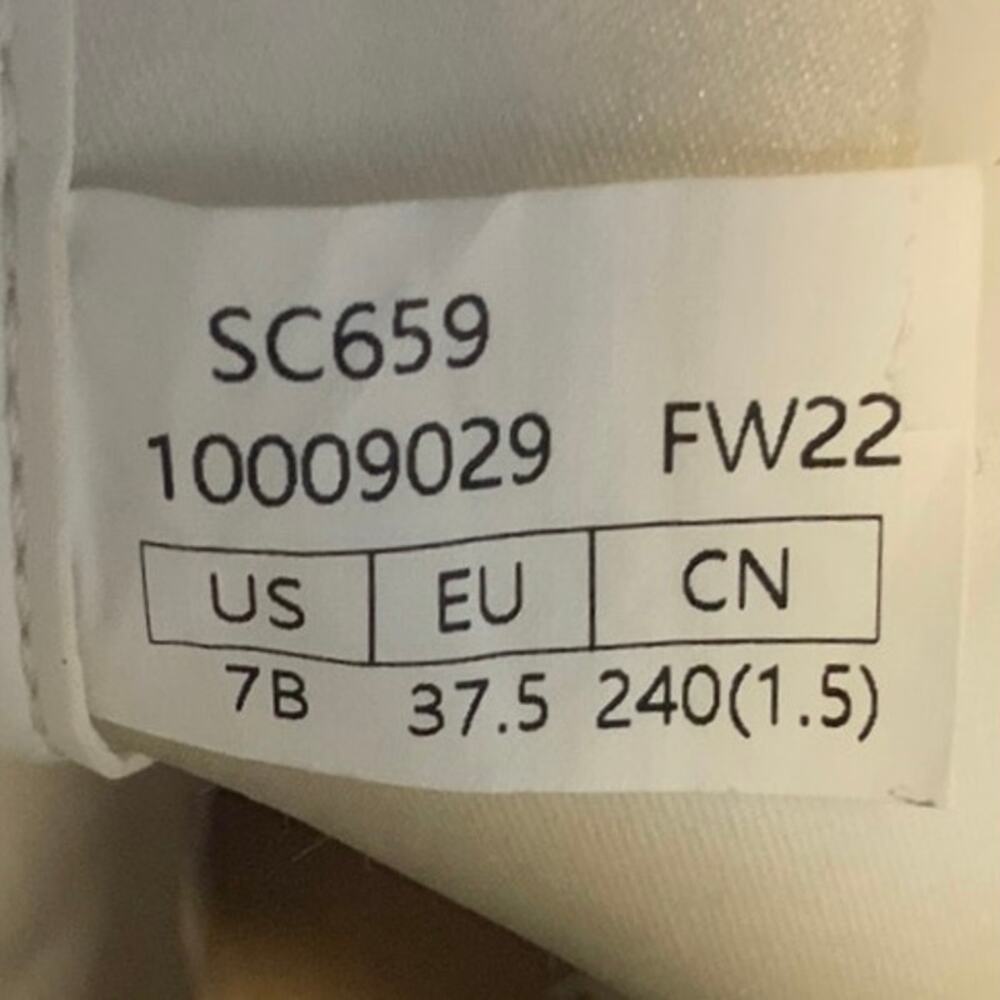 SC659
10009029 FW22
US EU CN
7B 37.5 240(1.5)